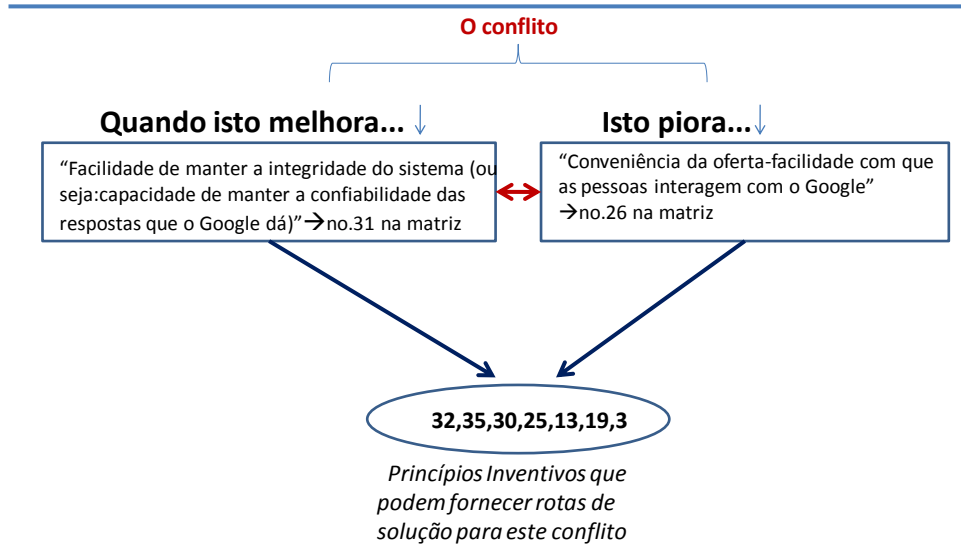 O conflito
Quando isto melhora...
Isto piora...
“Facilidade de manter a integridade do sistema (ou
seja:capacidade de manter a confiabilidade das
respostas que o Google dá)”→no.31 na matriz
“Conveniência da oferta-facilidade com que
as pessoas interagem com o Google”
→no.26 na matriz
32,35,30,25,13,19,3
Princípios Inventivos que
podem fornecer rotas de
solução para este conflito